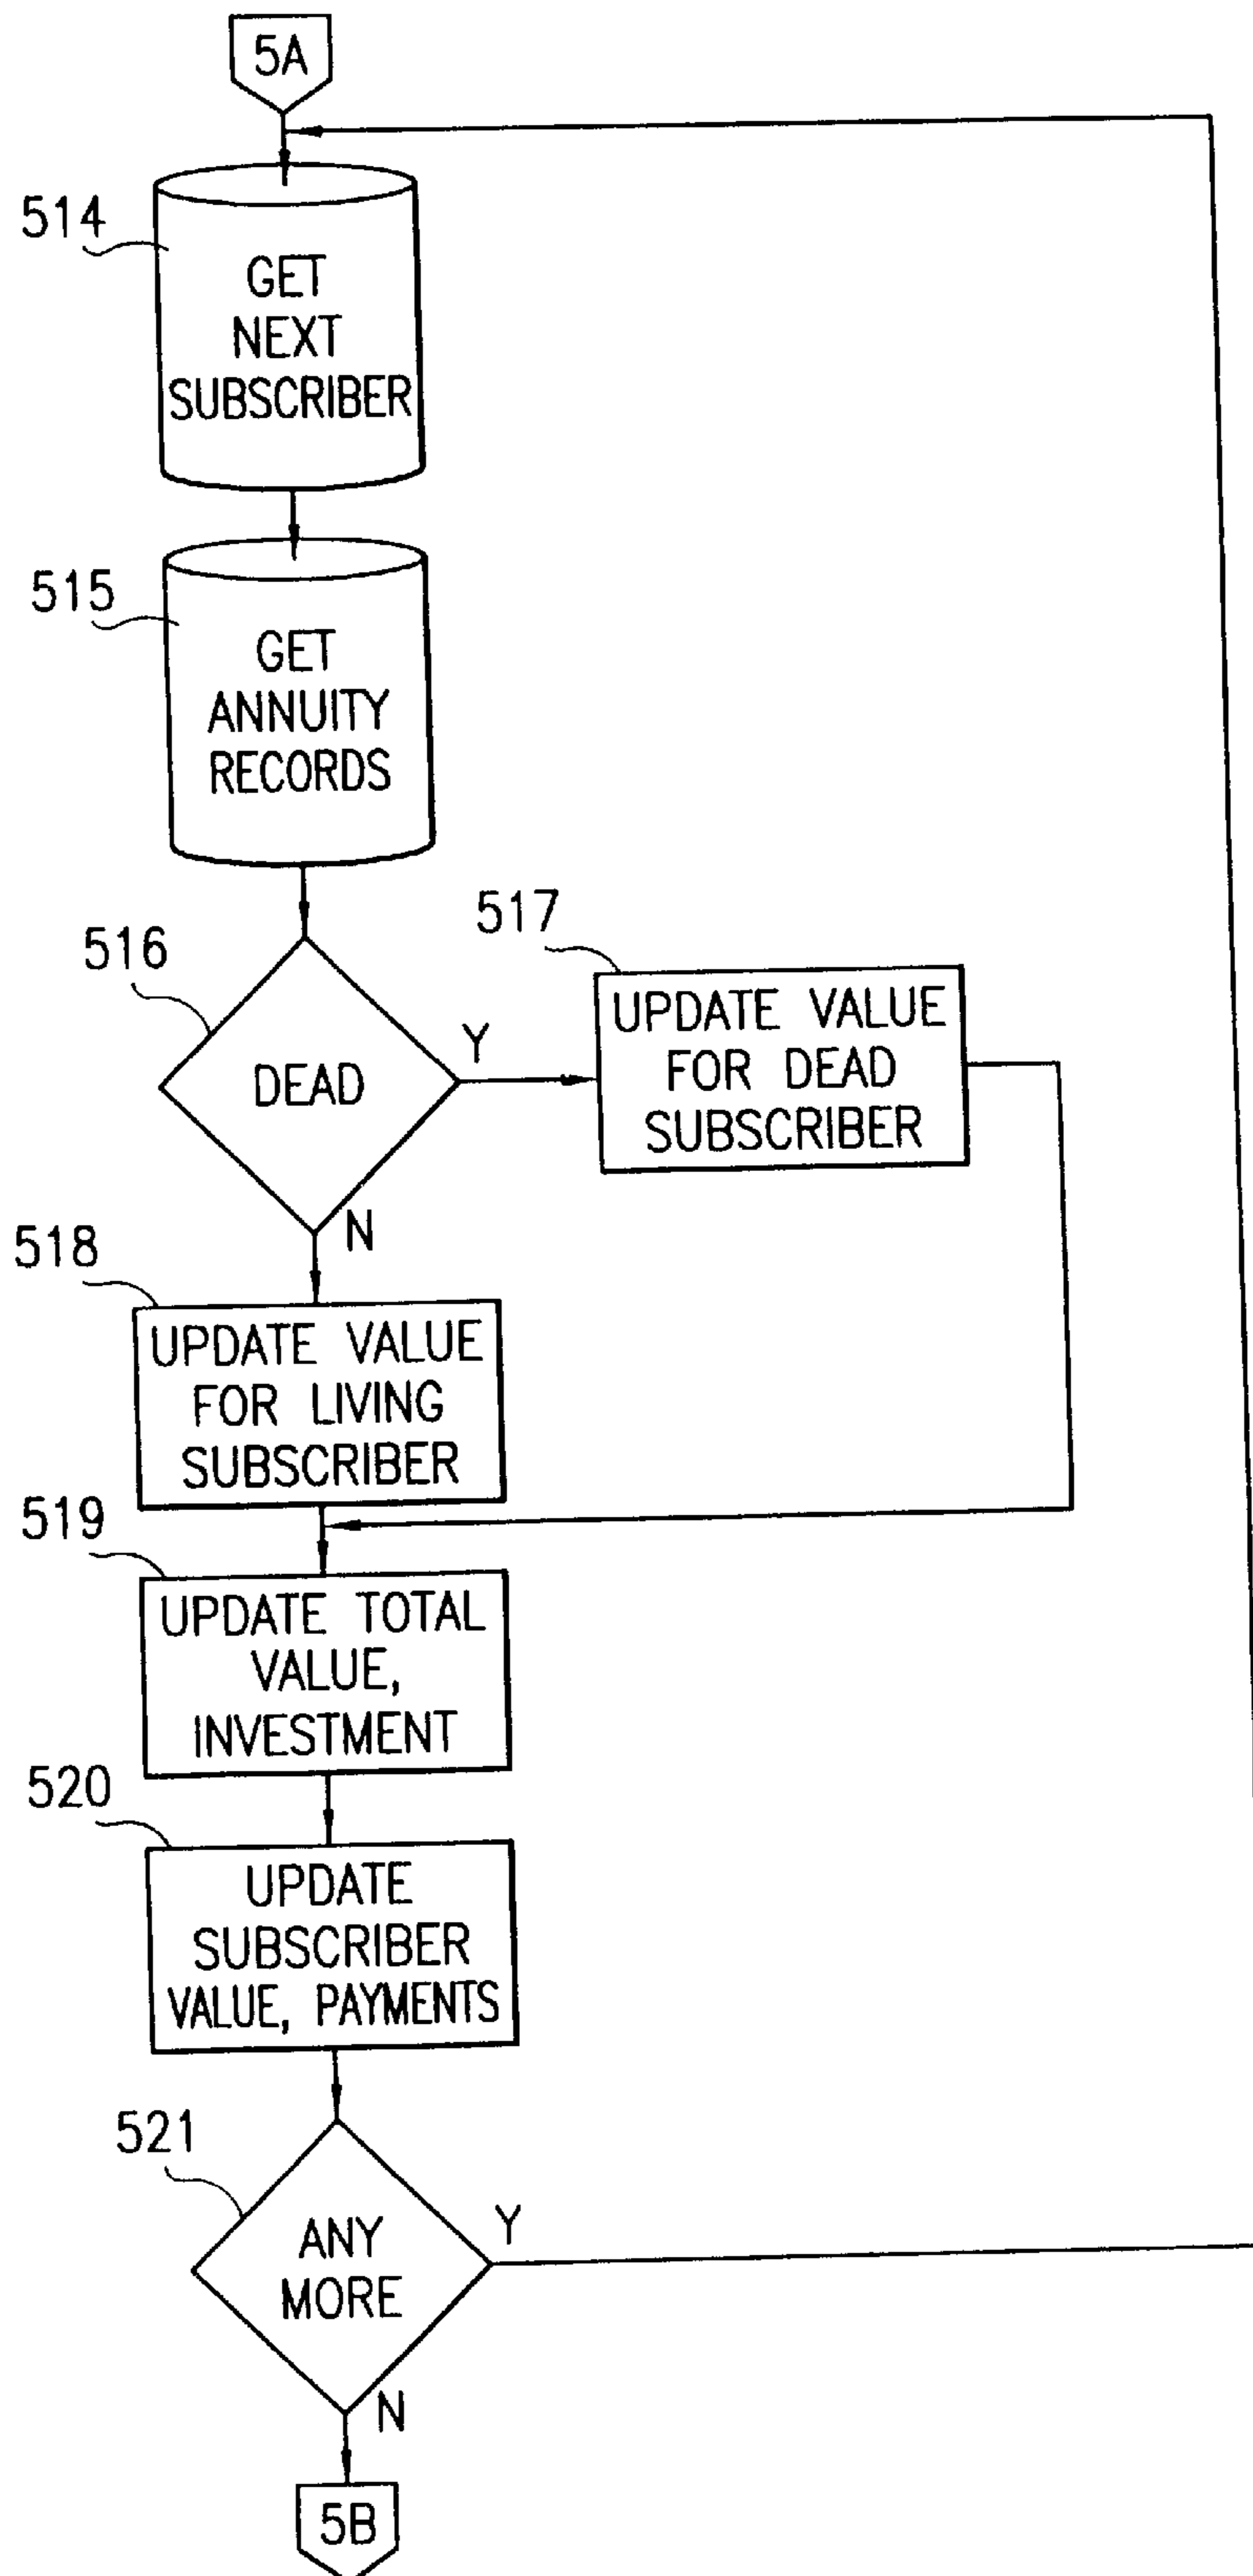 5A
514
GET
NEXT
SUBSCRIBER
515
GET
ANNUITY
RECORDS
516
DEAD
Y
N
517
UPDATE VALUE
FOR DEAD
SUBSCRIBER
518
UPDATE VALUE
FOR LIVING
SUBSCRIBER
519
UPDATE TOTAL
VALUE,
INVESTMENT
520
UPDATE
SUBSCRIBER
VALUE, PAYMENTS
521
ANY
MORE
Y
N
5B